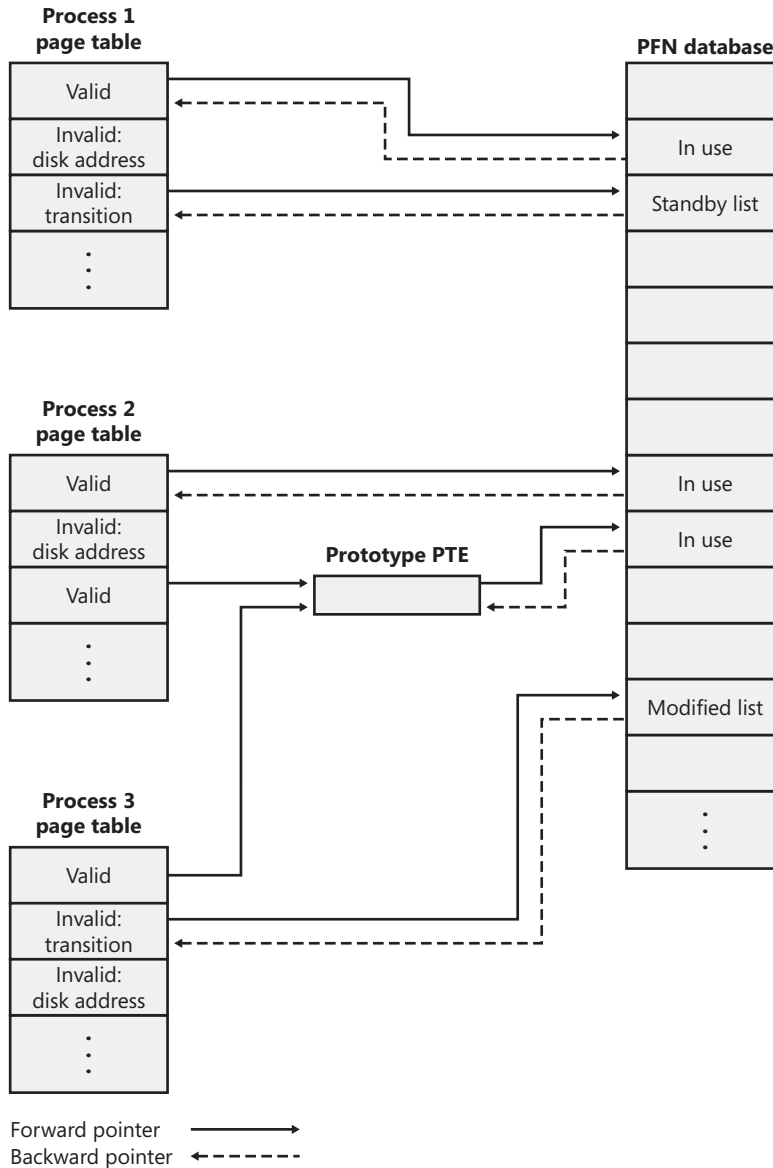 Process 1
page table
Valid
Invalid:
disk address
Invalid:
transition
PFN database
In use
Standby list
Process 2
page table
Valid
Invalid:
disk address
Valid
Prototype PTE
In use
In use
Modified list
Process 3
page table
Valid
Invalid:
transition
Invalid:
disk address
Forward pointer
Backward pointer